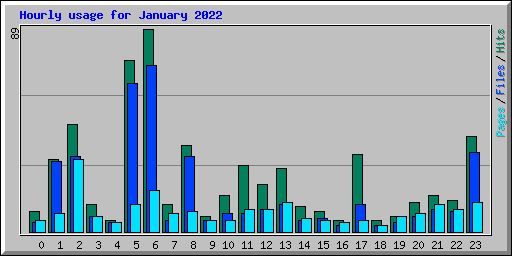 Hourly usage for January 2022
89
Pages/Files/Hits
0 1 2 3 4 5 6 7 8 9 10 11 12 13 14 15 16 17 18 19 20 21 22 23